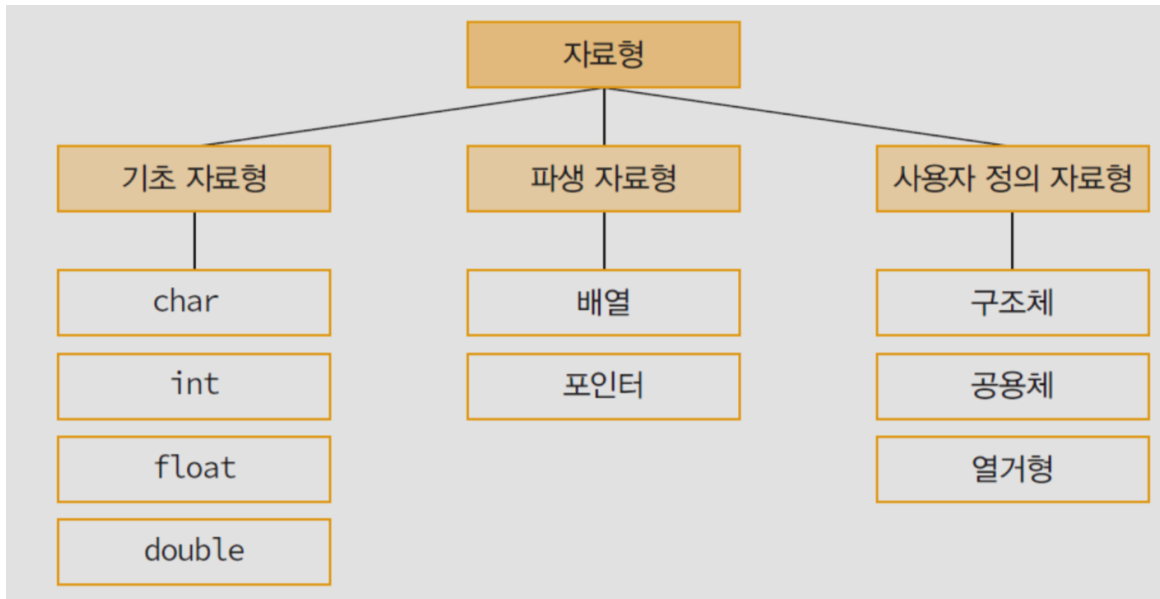 자료형
기초 자료형
파생 자료형
사용자 정의 자료형
char
배열
구조체
int
포인터
공용체
float
열거형
double